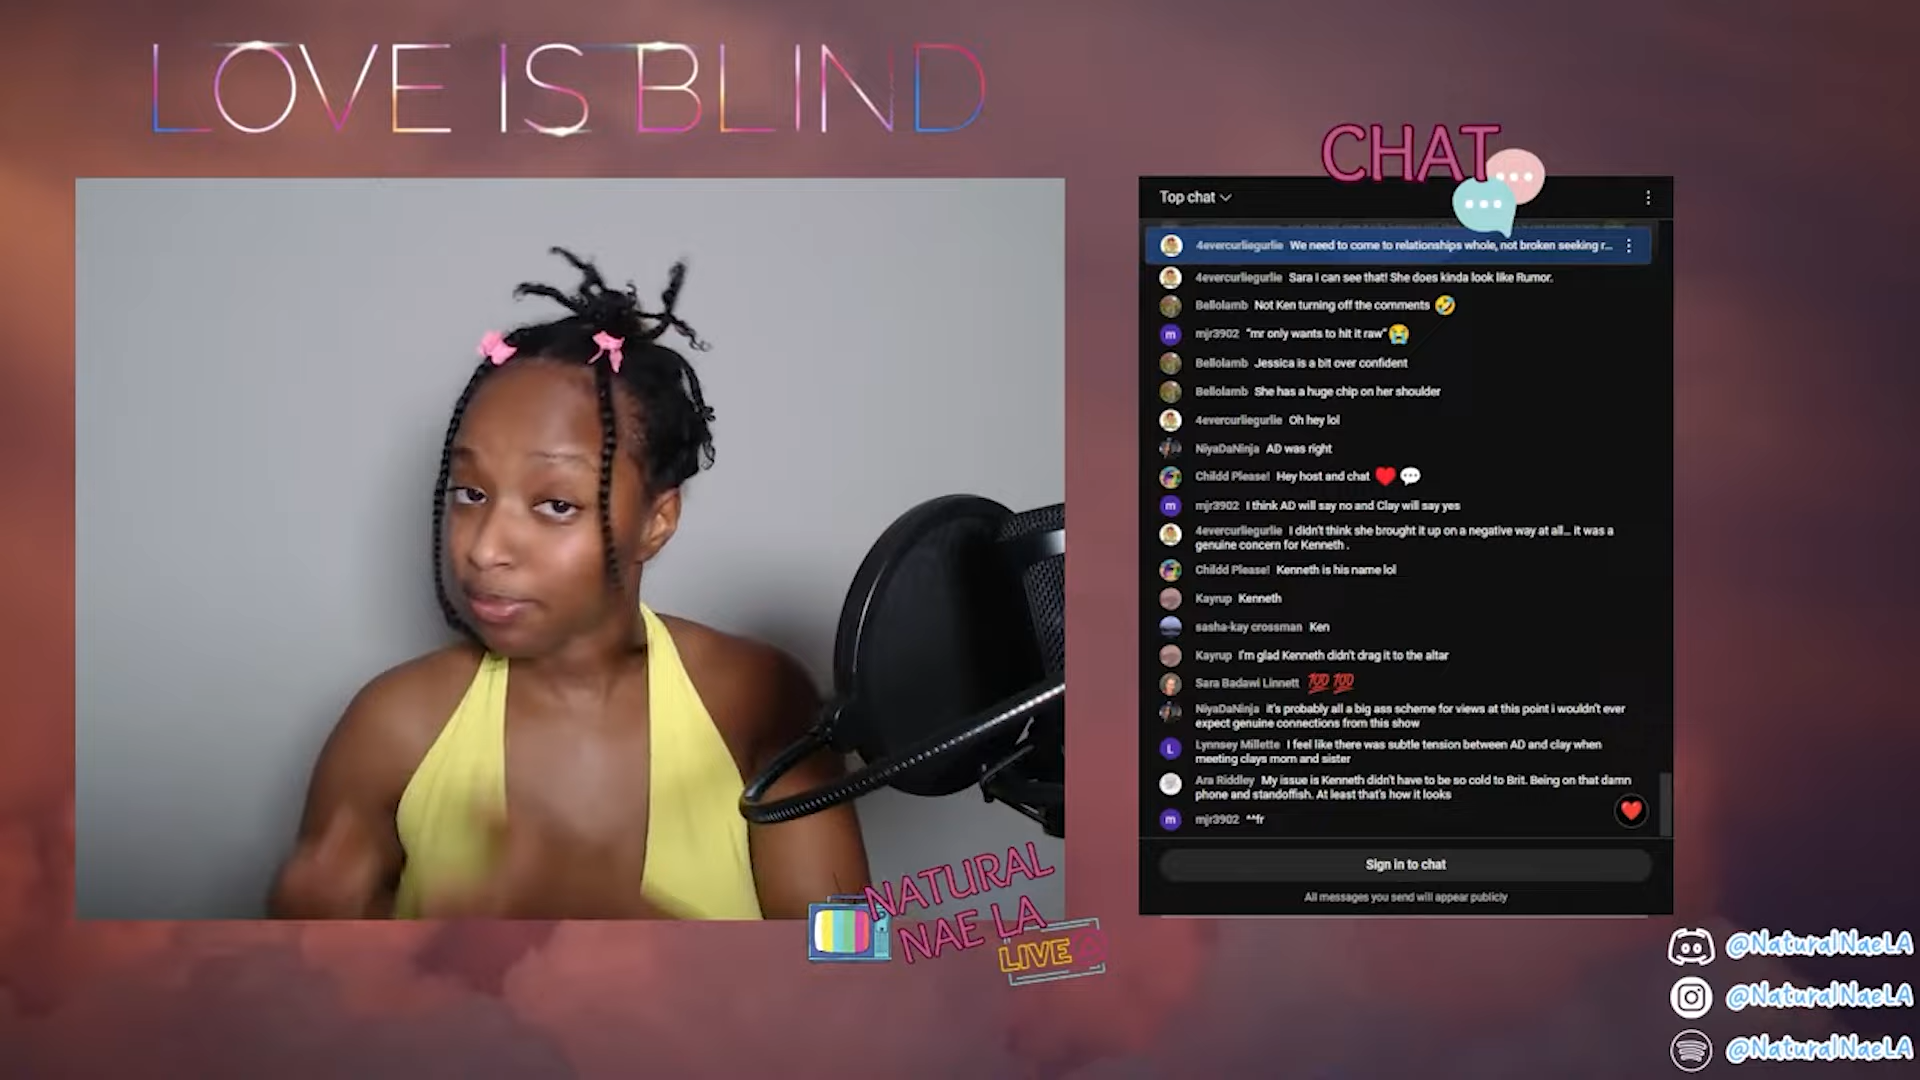 LOVE IS BLIND
CHAT
Top chat
4evercurliegurlie We need to come to relationships whole, not broken seeking r...
4evercurliegurlie Sara I can see that! She does kinda look like Rumor.
Bellolamb Not Ken turning off the comments 🤣
m mjr3902 “mr only wants to hit it raw” 😭
Bellolamb Jessica is a bit over confident
Bellolamb She has a huge chip on her shoulder
4evercurliegurlie Oh hey lol
NiyaDaNinja AD was right
Childd Please! Hey host and chat ❤️ 💬
m mjr3902 I think AD will say no and Clay will say yes
4evercurliegurlie I didn't think she brought it up on a negative way at all... it was a
genuine concern for Kenneth .
Childd Please! Kenneth is his name lol
Kayrup Kenneth
sasha-kay crossman Ken
Kayrup I'm glad Kenneth didn't drag it to the altar
Sara Badawi Linnett 💯 💯
NiyaDaNinja it's probably all a big ass scheme for views at this point i wouldn't ever
expect genuine connections from this show
L Lynnsey Millette I feel like there was subtle tension between AD and clay when
meeting clays mom and sister
Ara Riddley My issue is Kenneth didn't have to be so cold to Brit. Being on that damn
phone and standoffish. At least that's how it looks
m mjr3902 ^^fr
Sign in to chat
All messages you send will appear publicly
NATURAL
NAE LA
LIVE
@NaturalNaeLA
@NaturalNaeLA
@NaturalNaeLA